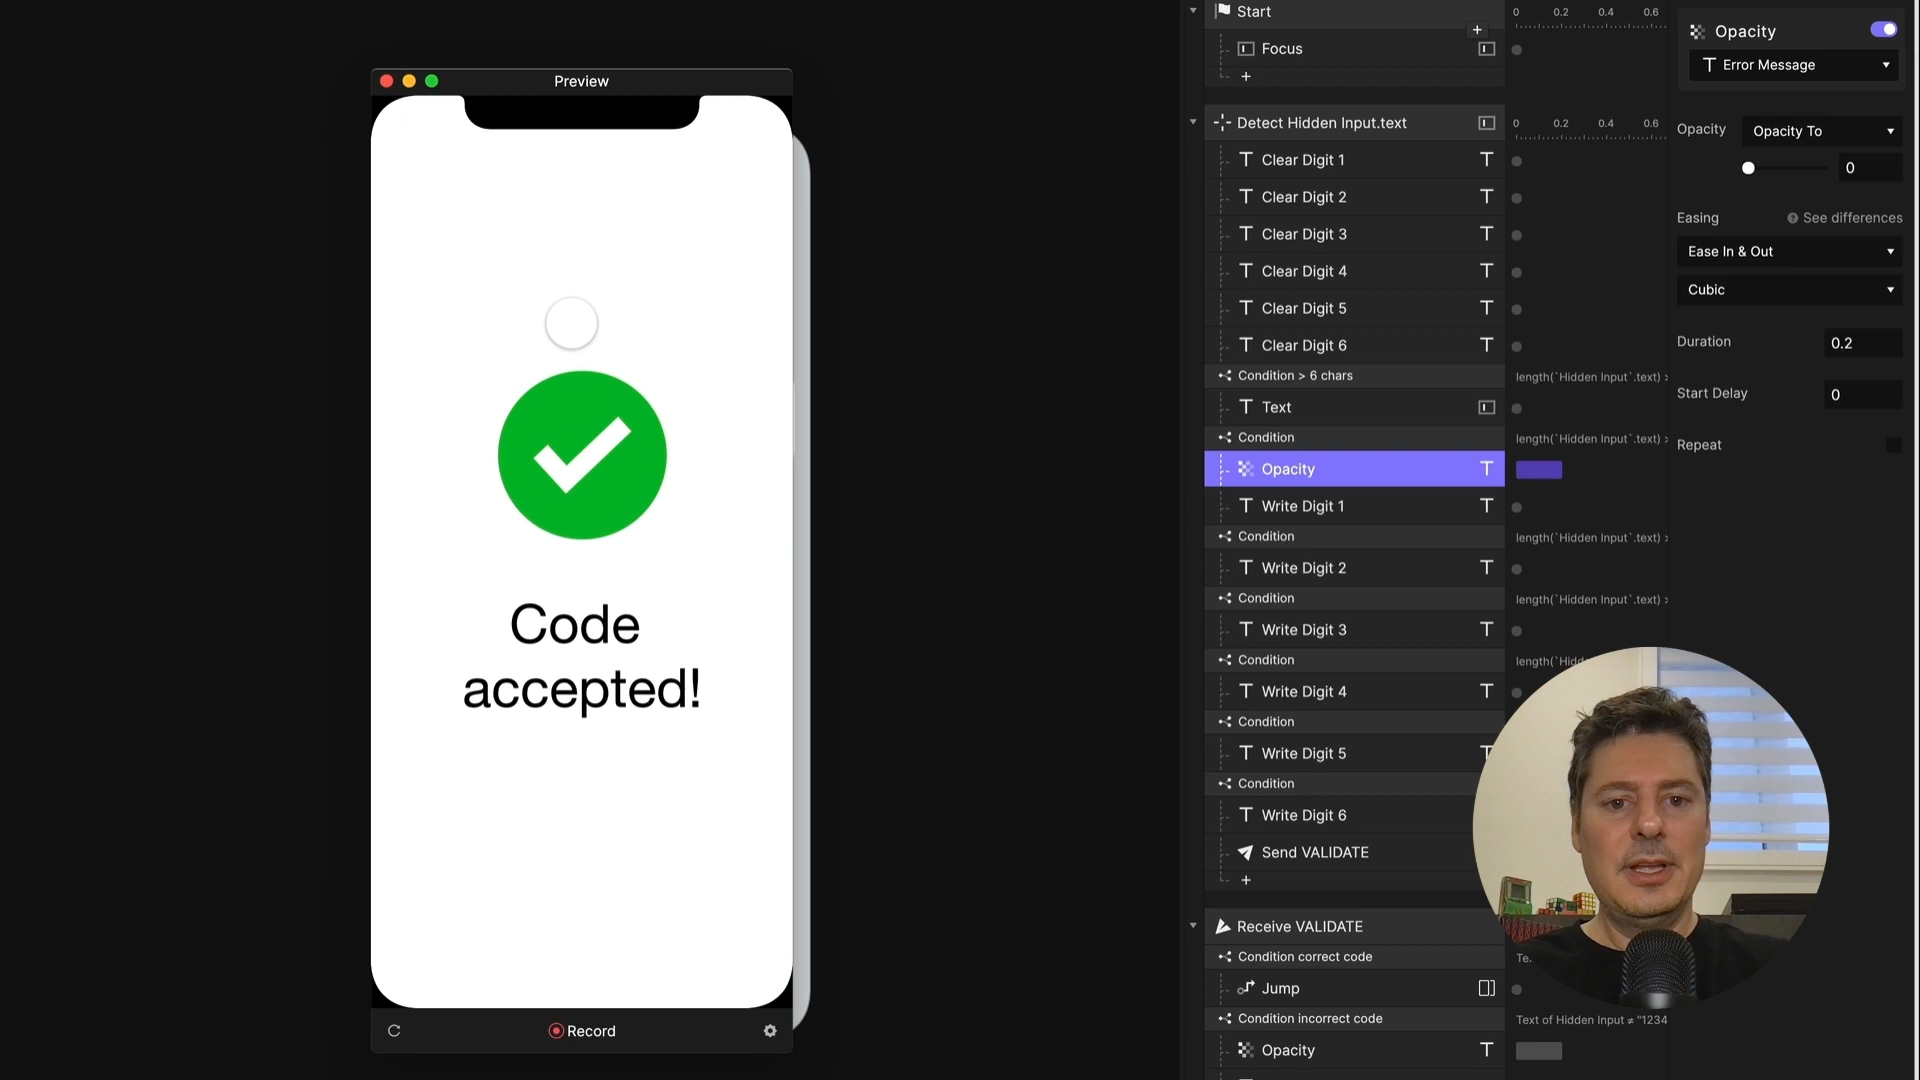 Preview
Code
accepted!
Record
Start
Focus
+
+
0 0.2 0.4 0.6
Detect Hidden Input.text
0 0.2 0.4 0.6
Clear Digit 1
Clear Digit 2
Clear Digit 3
Clear Digit 4
Clear Digit 5
Clear Digit 6
Condition > 6 chars
length(`Hidden Input`.text) >
Text
Condition
length(`Hidden Input`.text) >
Opacity
Write Digit 1
Condition
length(`Hidden Input`.text) >
Write Digit 2
Condition
length(`Hidden Input`.text) >
Write Digit 3
Condition
Write Digit 4
Condition
Write Digit 5
Condition
Write Digit 6
Send VALIDATE
+
Receive VALIDATE
Condition correct code
Jump
Condition incorrect code
Text of Hidden Input ≠ "1234
Opacity
Opacity
Error Message
Opacity
Opacity To
0
Easing
See differences
Ease In & Out
Cubic
Duration
0.2
Start Delay
0
Repeat